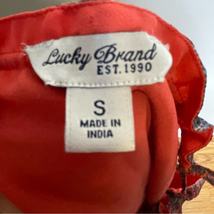 Lucky Brand
EST. 1990
S
MADE IN
INDIA